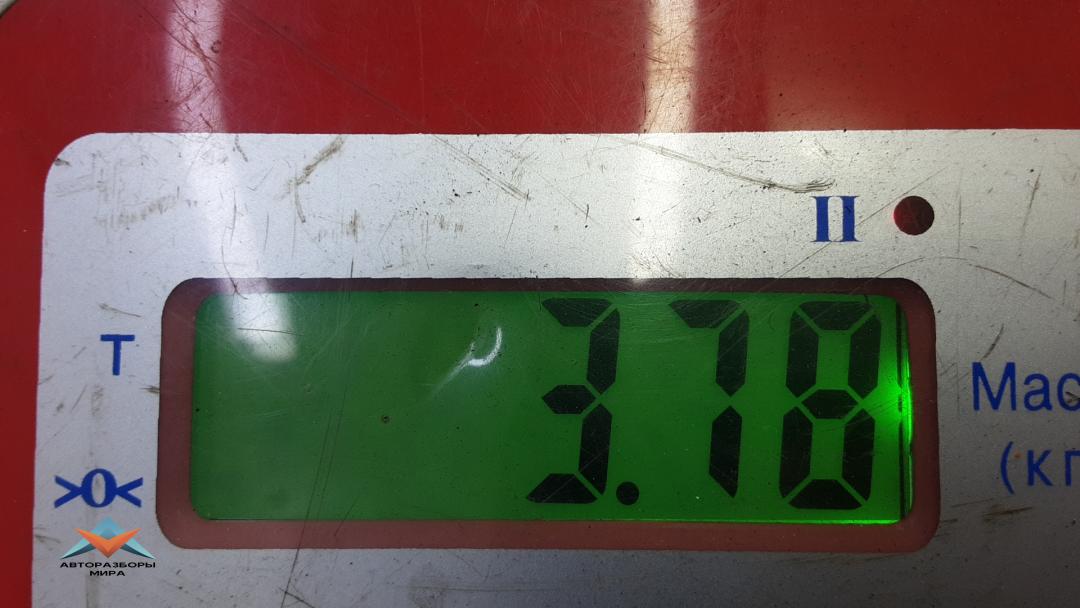 II
3.78
T
Мас
(кг
>0<
АВТОРАЗБОРЫ
МИРА